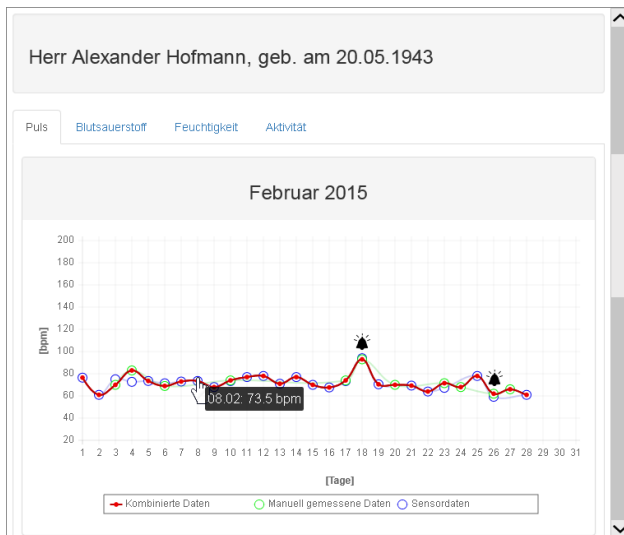 Herr Alexander Hofmann, geb. am 20.05.1943
Puls Blutsauerstoff Feuchtigkeit Aktivität
Februar 2015
200
180
160
140
120
100
80
60
40
20
[bpm]
08.02: 73.5 bpm
1 2 3 4 5 6 7 8 9 10 11 12 13 14 15 16 17 18 19 20 21 22 23 24 25 26 27 28 29 30 31
[Tage]
Kombinierte Daten Manuell gemessene Daten Sensordaten